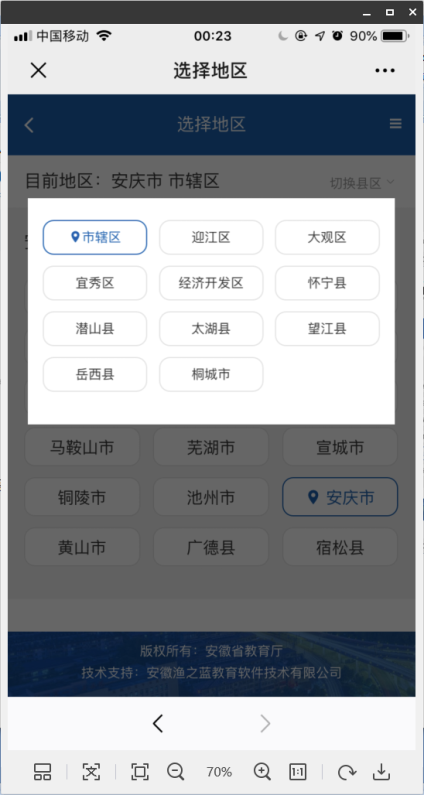 中国移动 00:23 90%
选择地区
选择地区
目前地区：安庆市 市辖区 切换县区
市辖区 迎江区 大观区
宜秀区 经济开发区 怀宁县
潜山县 太湖县 望江县
岳西县 桐城市
马鞍山市 芜湖市 宣城市
铜陵市 池州市 安庆市
黄山市 广德县 宿松县
版权所有：安徽省教育厅
技术支持：安徽渔之蓝教育软件技术有限公司
70% 1:1